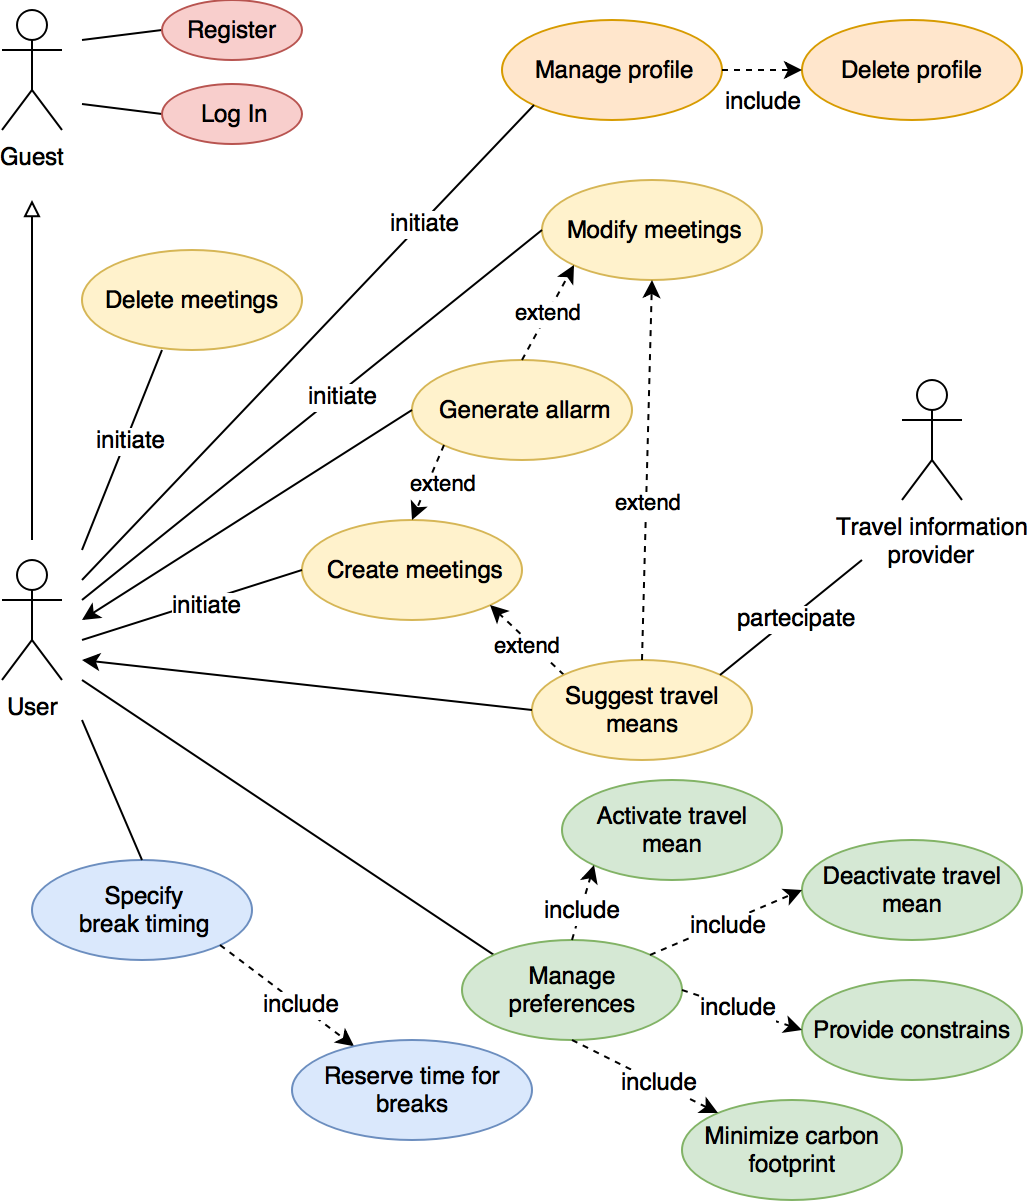 Register
Manage profile
Delete profile
include
Log In
Guest
initiate
Modify meetings
Delete meetings
extend
initiate
Generate allarm
initiate
extend
extend
Travel information
provider
Create meetings
initiate
partecipate
extend
User
Suggest travel
means
Activate travel
mean
Deactivate travel
mean
Specify
break timing
include
include
Manage
preferences
include
include
Provide constrains
Reserve time for
breaks
include
Minimize carbon
footprint